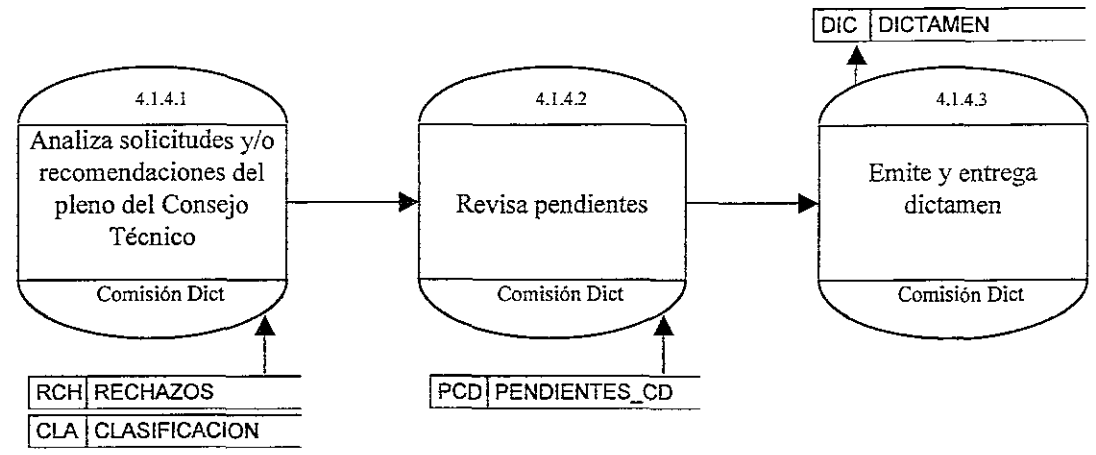 DIC DICTAMEN
4.1.4.1
Analiza solicitudes y/o
recomendaciones del
pleno del Consejo
Técnico
Comisión Dict
4.1.4.2
Revisa pendientes
Comisión Dict
4.1.4.3
Emite y entrega
dictamen
Comisión Dict
RCH RECHAZOS
CLA CLASIFICACION
PCD PENDIENTES_CD